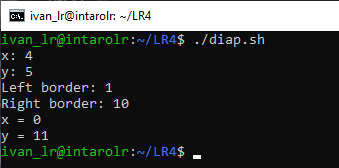 ivan_lr@intarolr: ~/LR4
ivan_lr@intarolr:~/LR4$ ./diap.sh
x: 4
y: 5
Left border: 1
Right border: 10
x = 0
y = 11
ivan_lr@intarolr:~/LR4$